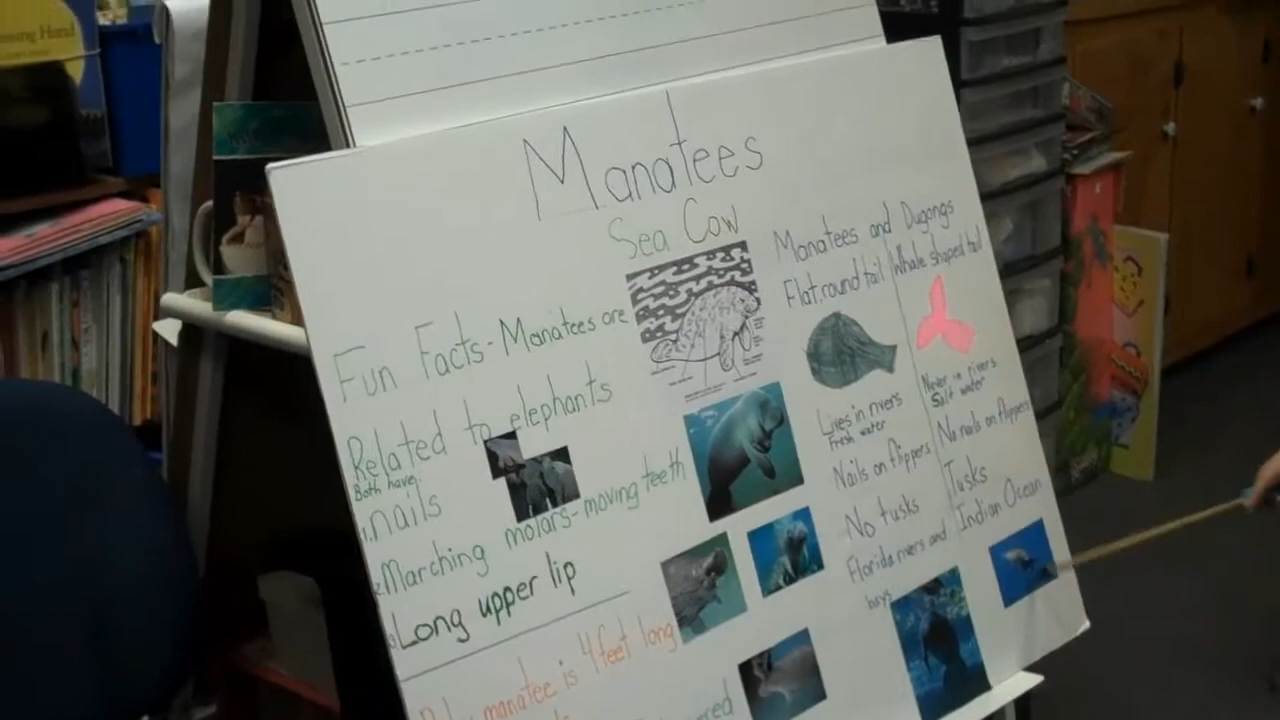 Manatees
Sea Cow
Fun Facts- Manatees are
Related to elephants
Both have:
1. nails
2. Marching molars- moving teeth
3. Long upper lip
manatee is 4 feet long
Manatees and Dugongs
Flat, round tail
Lives in rivers
Fresh water
Nails on flippers
No tusks
Florida rivers and
bays
Whale shaped tail
Never in rivers
Salt water
No nails on flippers
Tusks
Indian Ocean